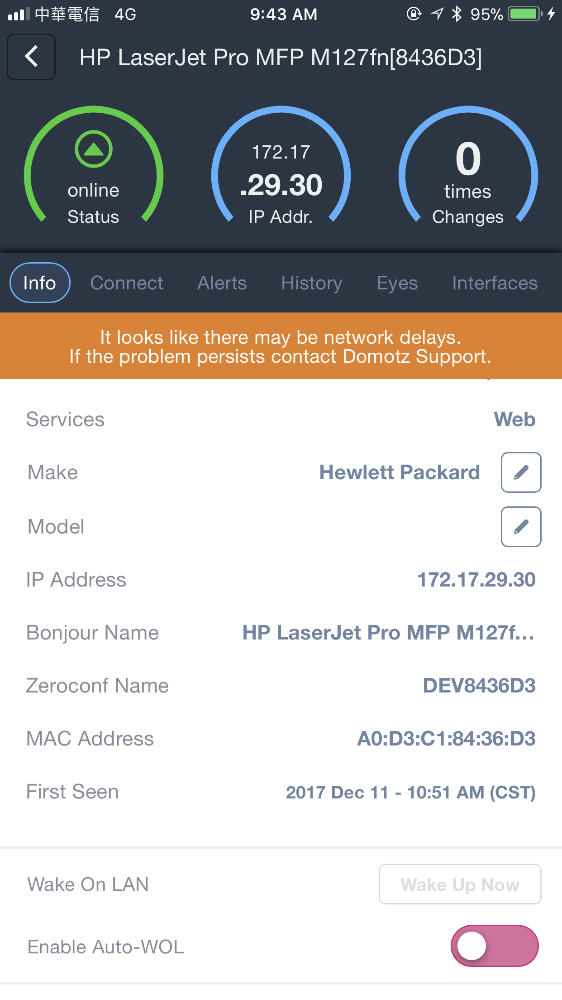 中華電信 4G 9:43 AM 95%
HP LaserJet Pro MFP M127fn[8436D3]
online
Status
172.17
.29.30
IP Addr.
0
times
Changes
Info Connect Alerts History Eyes Interfaces
It looks like there may be network delays.
If the problem persists contact Domotz Support.
Services Web
Make Hewlett Packard
Model
IP Address 172.17.29.30
Bonjour Name HP LaserJet Pro MFP M127f...
Zeroconf Name DEV8436D3
MAC Address A0:D3:C1:84:36:D3
First Seen 2017 Dec 11 - 10:51 AM (CST)
Wake On LAN Wake Up Now
Enable Auto-WOL